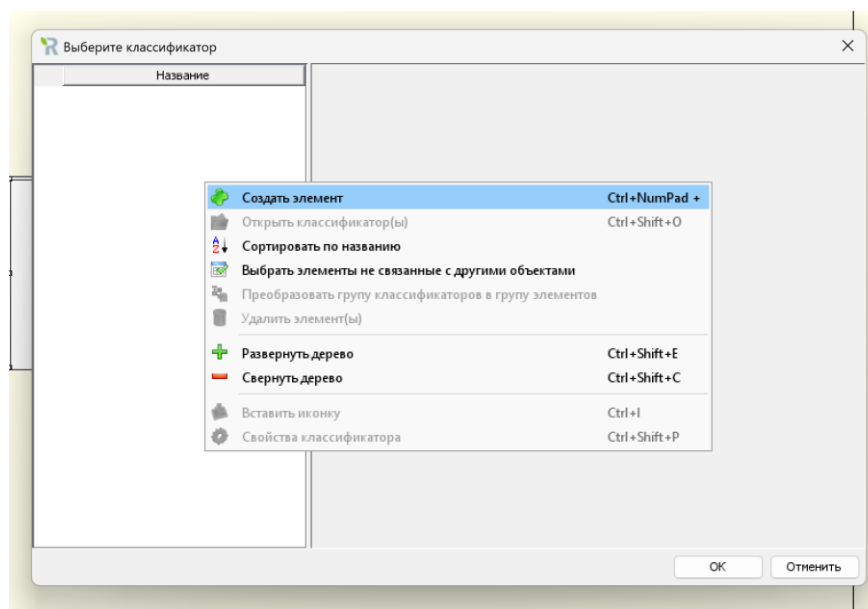 Выберите классификатор
Название
Создать элемент Ctrl+NumPad +
Открыть классификатор(ы) Ctrl+Shift+O
Сортировать по названию
Выбрать элементы не связанные с другими объектами
Преобразовать групу классификаторов в групу элементов
Удалить элемент(ы)
Развернуть дерево Ctrl+Shift+E
Свернуть дерево Ctrl+Shift+C
Вставить иконку Ctrl+I
Свойства классификатора Ctrl+Shift+P
OK Отменить